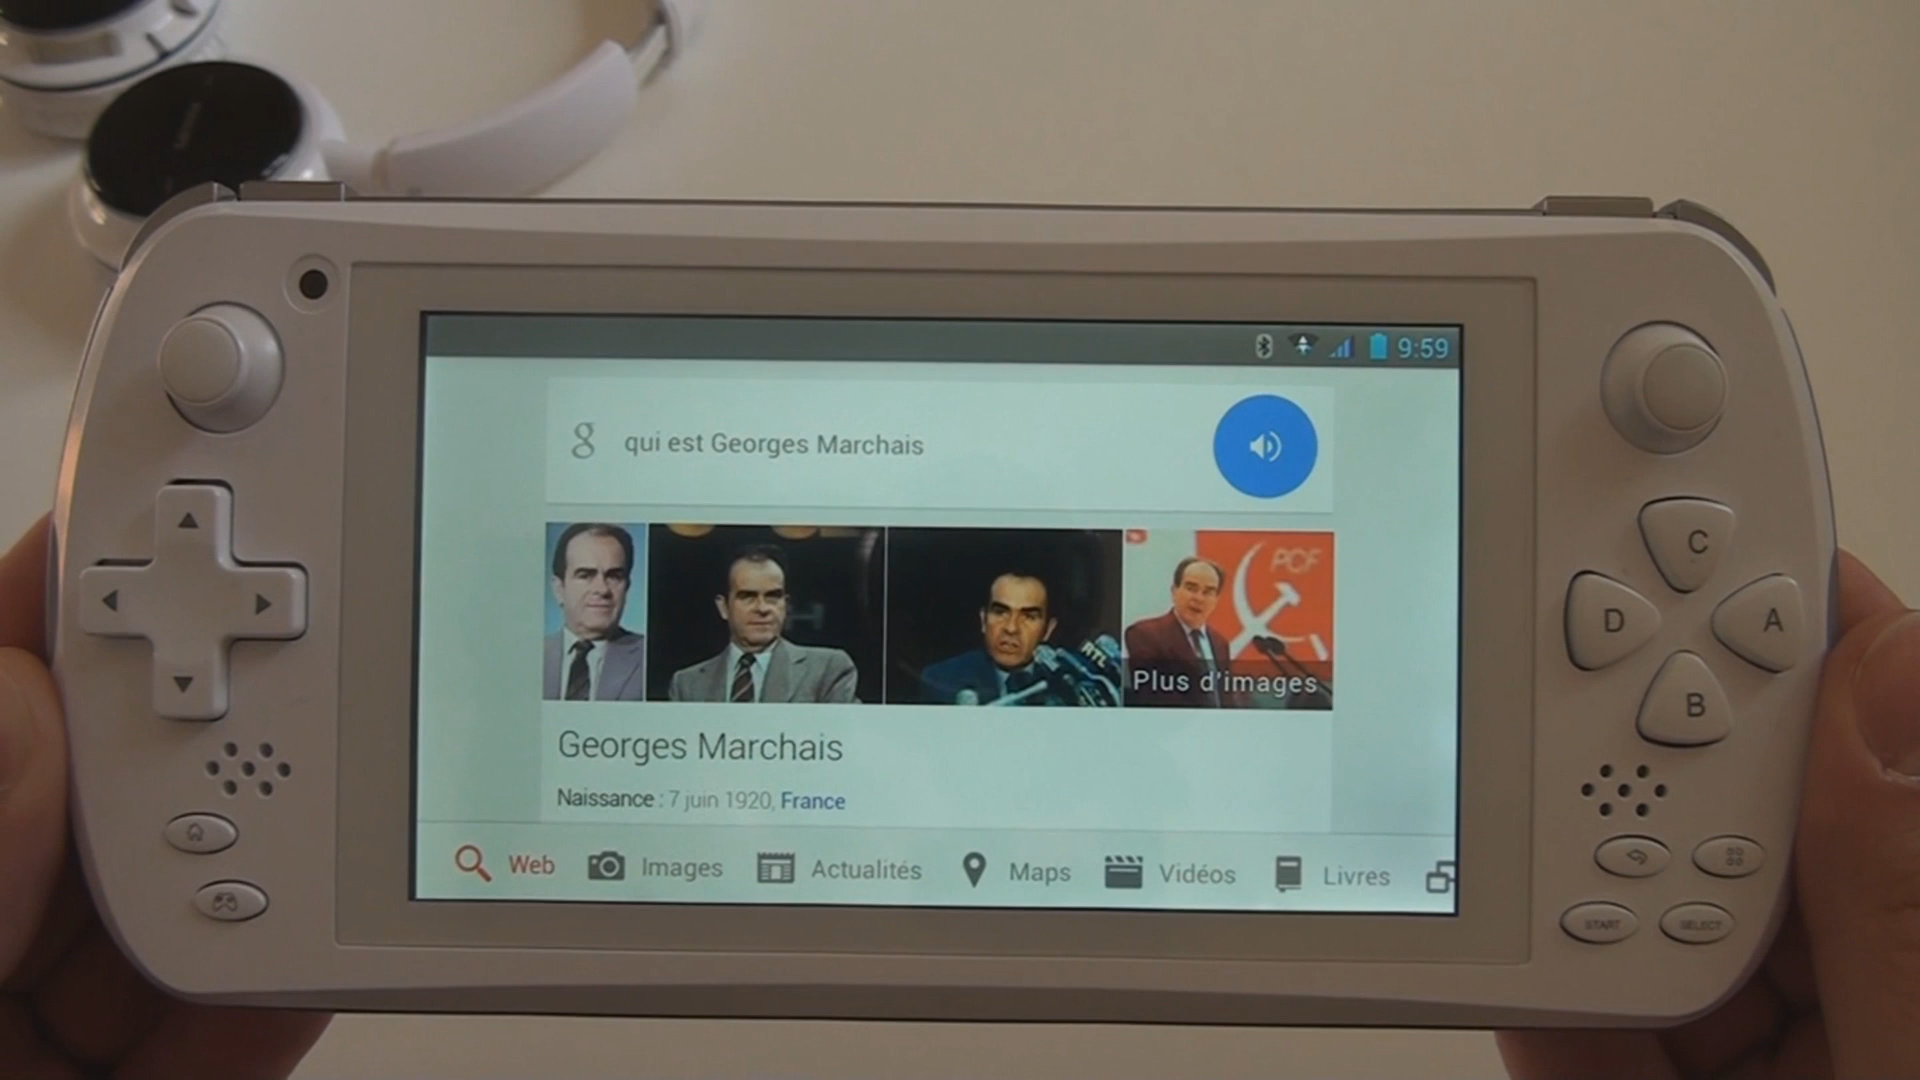 9:59
g qui est Georges Marchais
PCF
RTL
Plus d'images
Georges Marchais
Naissance : 7 juin 1920, France
Web Images Actualités Maps Vidéos Livres
C
D A
B
START SELECT